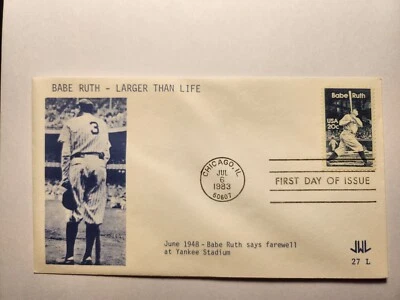 BABE RUTH - LARGER THAN LIFE
3
Babe Ruth
USA
20c
CHICAGO, IL
JUL
6
1983
60607
FIRST DAY OF ISSUE
June 1948 - Babe Ruth says farewell
at Yankee Stadium
JWL
27 L